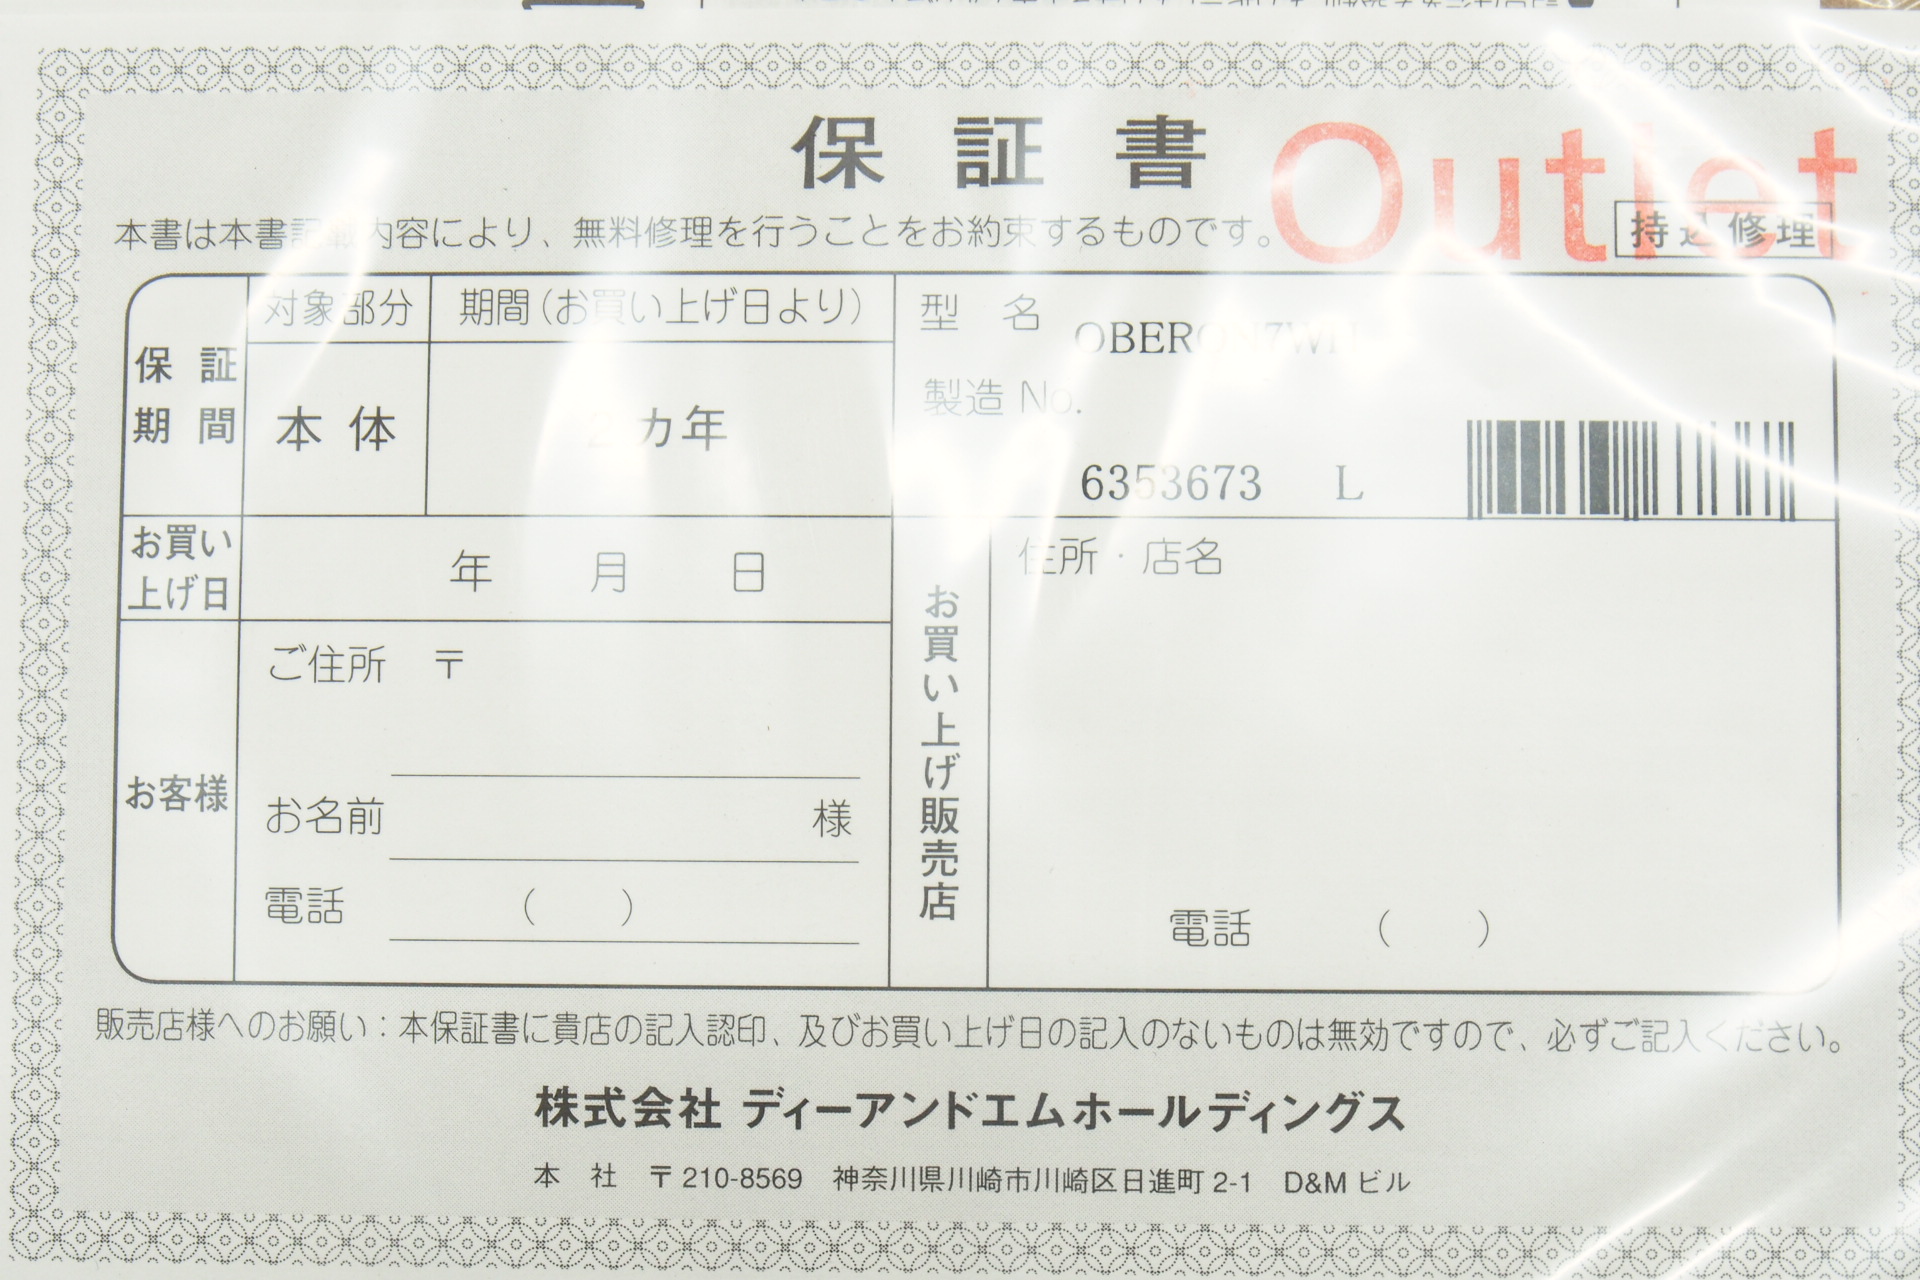 保証書
Outlet
本書は本書記載内容により、無料修理を行うことをお約束するものです。
持込修理
保証期間
対象部分
期間(お買い上げ日より)
本体
2カ年
型名
製造 No.
6353673 L
お買い上げ日
年 月 日
お客様
ご住所 〒
お名前 様
電話 ( )
お買い上げ販売店
住所・店名
電話 ( )
販売店様へのお願い：本保証書に貴店の記入認印、及びお買い上げ日の記入のないものは無効ですので、必ずご記入ください。
株式会社 ディーアンドエムホールディングス
本社 〒210-8569 神奈川県川崎市川崎区日進町 2-1 D&M ビル